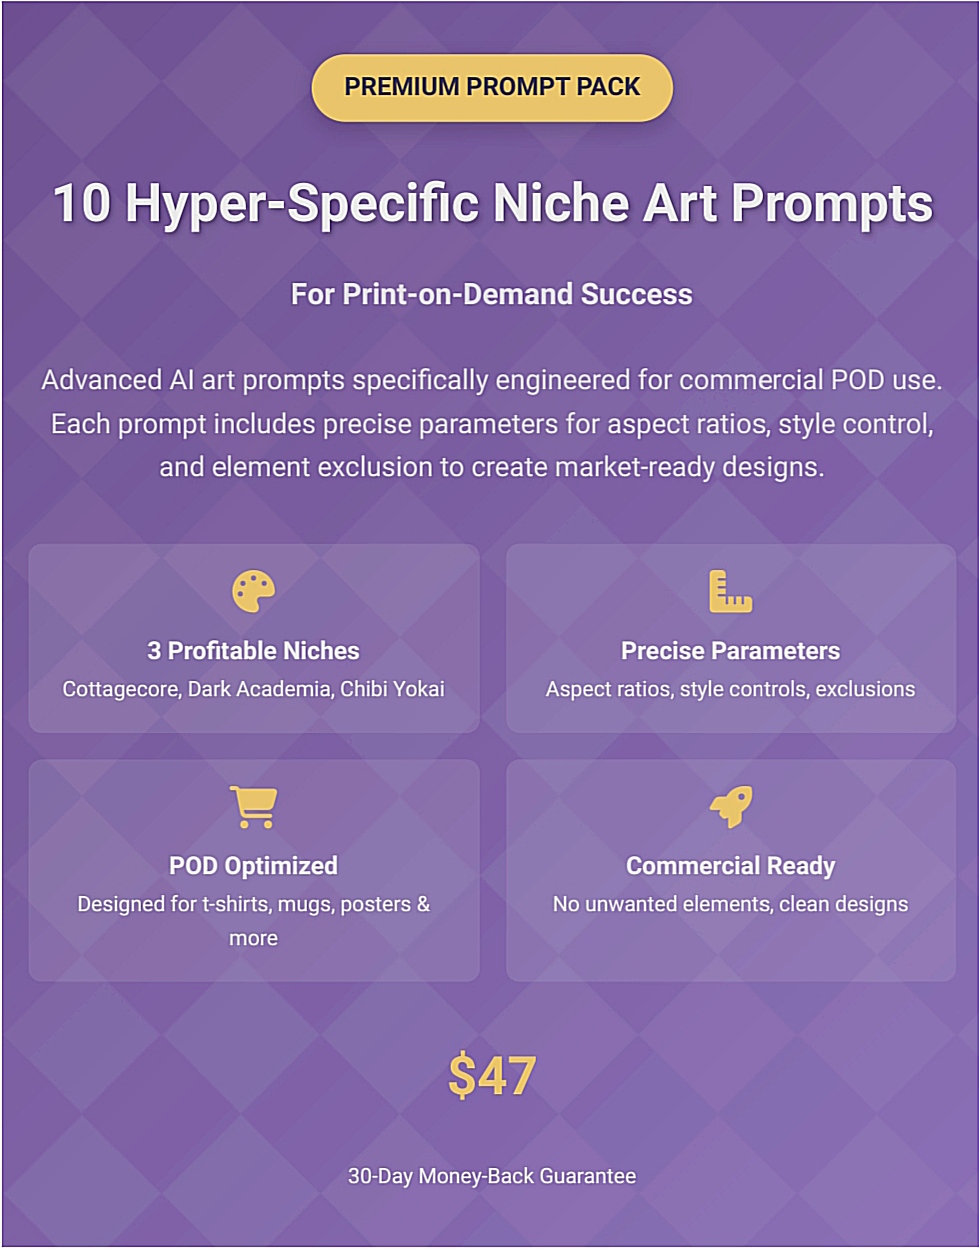 PREMIUM PROMPT PACK
10 Hyper-Specific Niche Art Prompts
For Print-on-Demand Success
Advanced AI art prompts specifically engineered for commercial POD use.
Each prompt includes precise parameters for aspect ratios, style control,
and element exclusion to create market-ready designs.
3 Profitable Niches
Cottagecore, Dark Academia, Chibi Yokai
Precise Parameters
Aspect ratios, style controls, exclusions
POD Optimized
Designed for t-shirts, mugs, posters &
more
Commercial Ready
No unwanted elements, clean designs
$47
30-Day Money-Back Guarantee